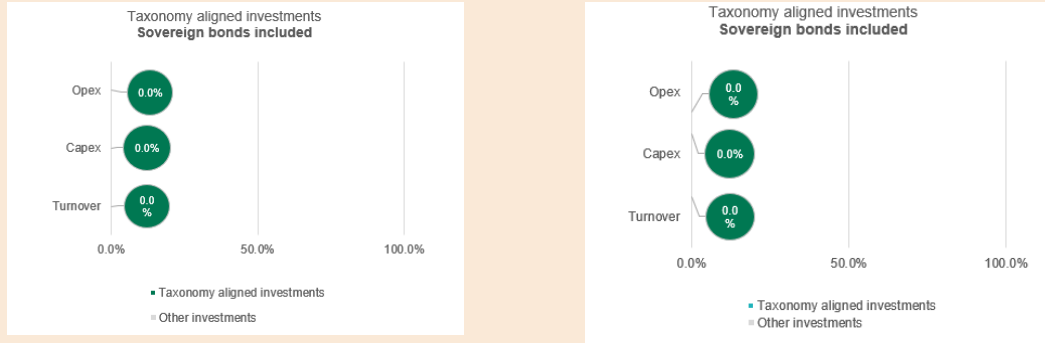 Taxonomy aligned investments
Sovereign bonds included
Opex
0.0%
Capex
0.0%
Turnover
0.0
%
0.0%
50.0%
100.0%
Taxonomy aligned investments
Other investments
Taxonomy aligned investments
Sovereign bonds included
Opex
0.0
%
Capex
0.0%
Turnover
0.0
%
0.0%
50.0%
100.0%
Taxonomy aligned investments
Other investments